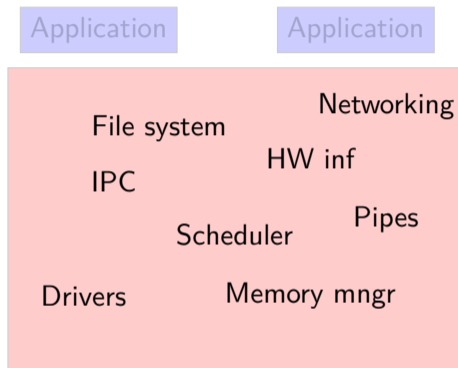 Application
Application
Networking
File system
HW inf
IPC
Pipes
Scheduler
Drivers
Memory mngr